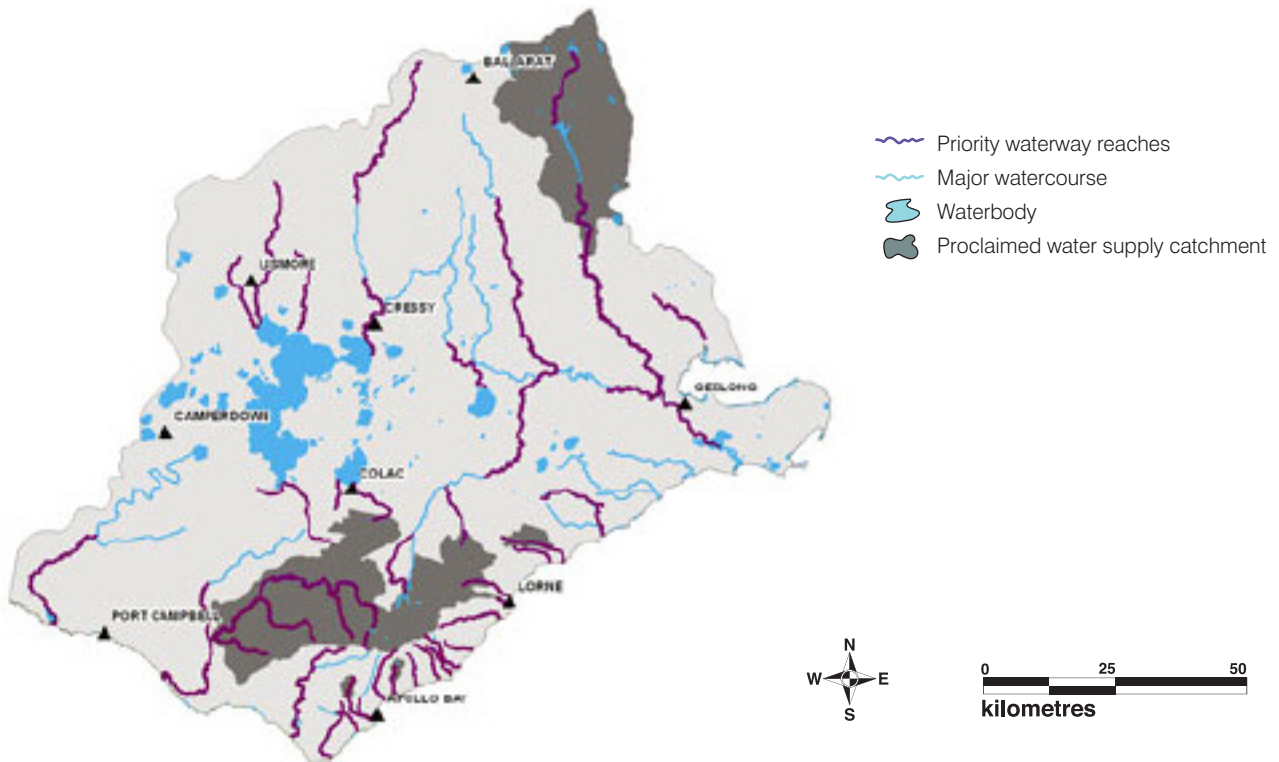 BALLARAT
Priority waterway reaches
Major watercourse
Waterbody
Proclaimed water supply catchment
LISMORE
CRESSY
GEELONG
CAMPERDOWN
COLAC
LORNE
PORT CAMPBELL
APOLLO BAY
N
W E
S
0 25 50
kilometres